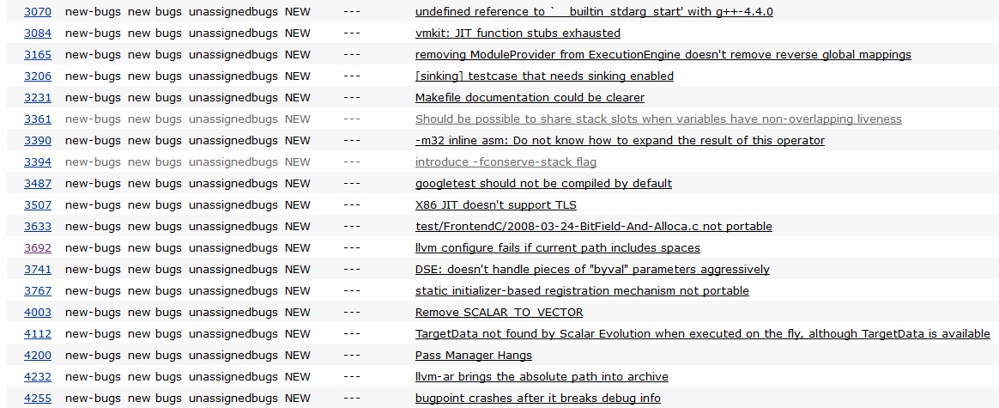 3070 new-bugs new bugs unassignedbugs NEW --- undefined reference to `__builtin_stdarg_start' with g++-4.4.0
3084 new-bugs new bugs unassignedbugs NEW --- vmkit: JIT function stubs exhausted
3165 new-bugs new bugs unassignedbugs NEW --- removing ModuleProvider from ExecutionEngine doesn't remove reverse global mappings
3206 new-bugs new bugs unassignedbugs NEW --- [sinking] testcase that needs sinking enabled
3231 new-bugs new bugs unassignedbugs NEW --- Makefile documentation could be clearer
3361 new-bugs new bugs unassignedbugs NEW --- Should be possible to share stack slots when variables have non-overlapping liveness
3390 new-bugs new bugs unassignedbugs NEW --- -m32 inline asm: Do not know how to expand the result of this operator
3394 new-bugs new bugs unassignedbugs NEW --- introduce -fconserve-stack flag
3487 new-bugs new bugs unassignedbugs NEW --- googletest should not be compiled by default
3507 new-bugs new bugs unassignedbugs NEW --- X86 JIT doesn't support TLS
3633 new-bugs new bugs unassignedbugs NEW --- test/FrontendC/2008-03-24-BitField-And-Alloca.c not portable
3692 new-bugs new bugs unassignedbugs NEW --- llvm configure fails if current path includes spaces
3741 new-bugs new bugs unassignedbugs NEW --- DSE: doesn't handle pieces of "byval" parameters aggressively
3767 new-bugs new bugs unassignedbugs NEW --- static initializer-based registration mechanism not portable
4003 new-bugs new bugs unassignedbugs NEW --- Remove SCALAR_TO_VECTOR
4112 new-bugs new bugs unassignedbugs NEW --- TargetData not found by Scalar Evolution when executed on the fly, although TargetData is available
4200 new-bugs new bugs unassignedbugs NEW --- Pass Manager Hangs
4232 new-bugs new bugs unassignedbugs NEW --- llvm-ar brings the absolute path into archive
4255 new-bugs new bugs unassignedbugs NEW --- bugpoint crashes after it breaks debug info